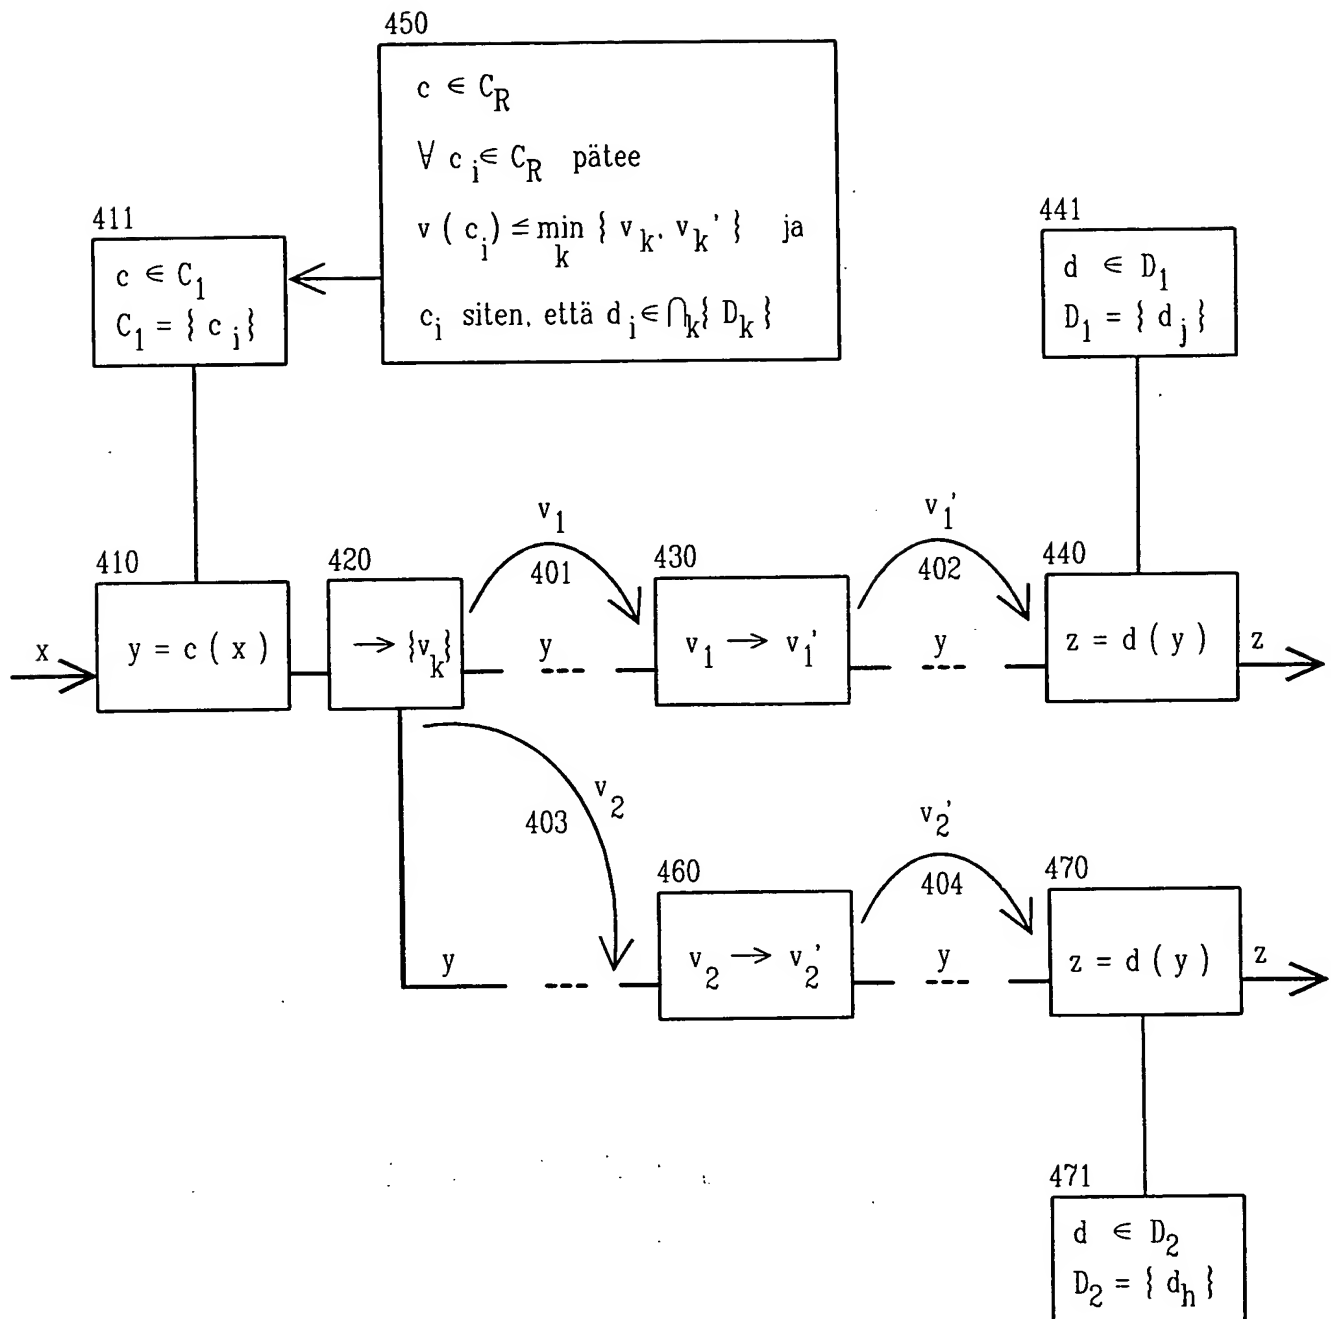 450
c ∈ C_R
∀ c_i ∈ C_R pätee
v ( c_i ) ≤ min_k { v_k, v_k' } ja
c_i siten, että d_i ∈ ∩_k { D_k }
411
c ∈ C_1
C_1 = { c_i }
441
d ∈ D_1
D_1 = { d_j }
v_1
v_1'
410
420
401
430
402
440
x
y = c ( x )
→ {v_k}
y
v_1 → v_1'
y
z = d ( y )
z
v_2
403
v_2'
460
404
470
y
v_2 → v_2'
y
z = d ( y )
z
471
d ∈ D_2
D_2 = { d_h }